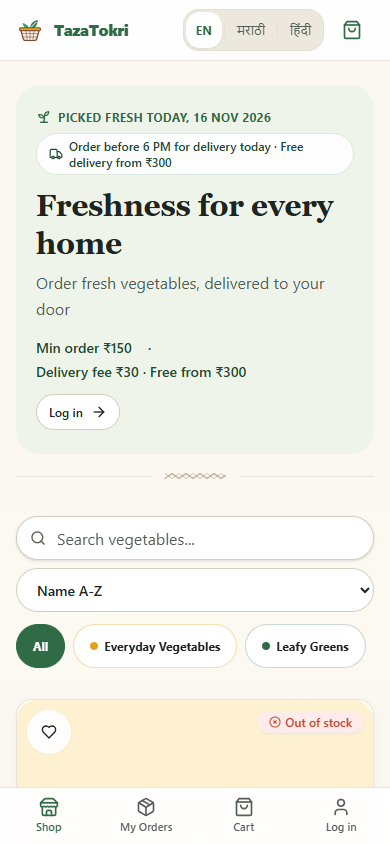 TazaTokri
EN
मराठी
हिंदी
PICKED FRESH TODAY, 16 NOV 2026
Order before 6 PM for delivery today · Free
delivery from ₹300
Freshness for every
home
Order fresh vegetables, delivered to your
door
Min order ₹150 ·
Delivery fee ₹30 · Free from ₹300
Log in
Search vegetables...
Name A-Z
All
Everyday Vegetables
Leafy Greens
Out of stock
Shop
My Orders
Cart
Log in